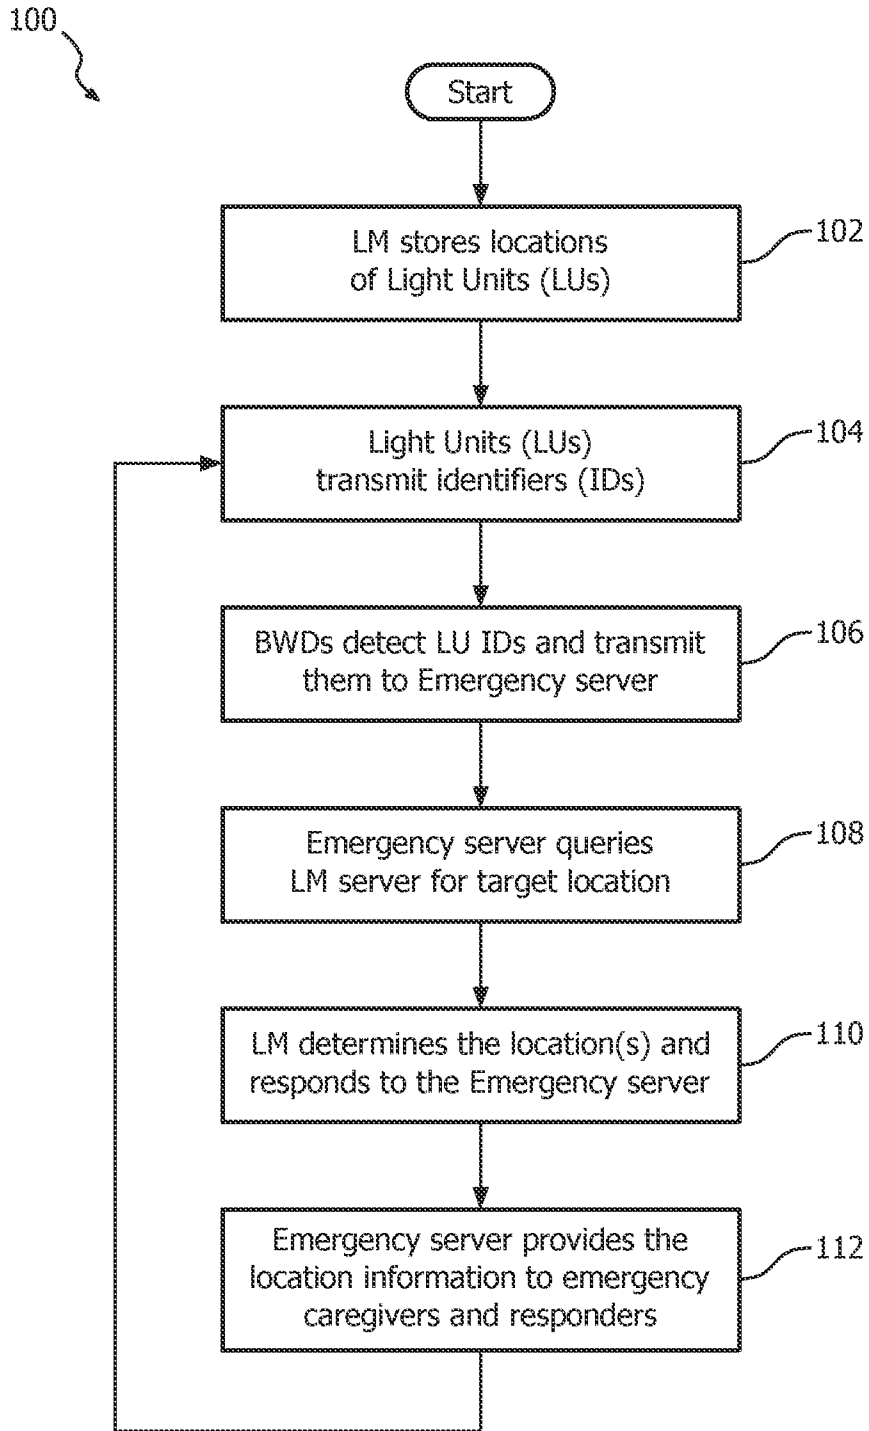 100
Start
LM stores locations
of Light Units (LUs)
102
Light Units (LUs)
transmit identifiers (IDs)
104
BWDs detect LU IDs and transmit
them to Emergency server
106
Emergency server queries
LM server for target location
108
LM determines the location(s) and
responds to the Emergency server
110
Emergency server provides the
location information to emergency
caregivers and responders
112